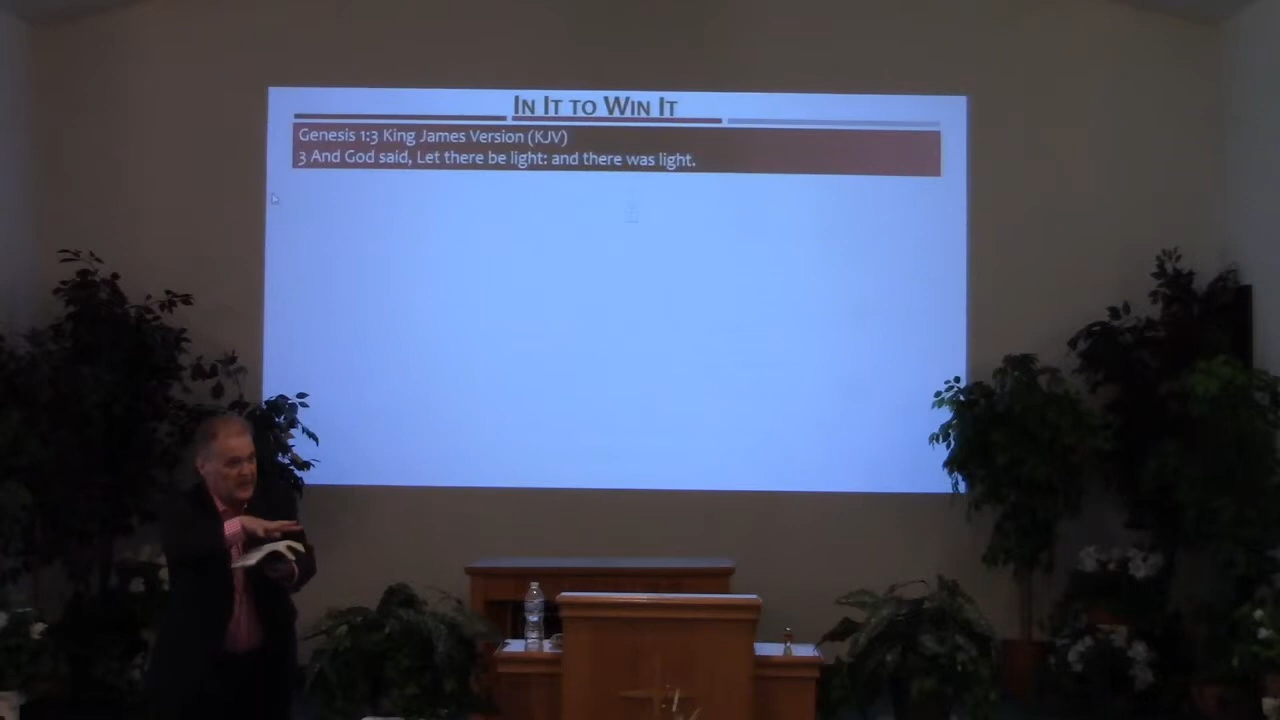 In It to Win It
Genesis 1:3 King James Version (KJV)
3 And God said, Let there be light: and there was light.